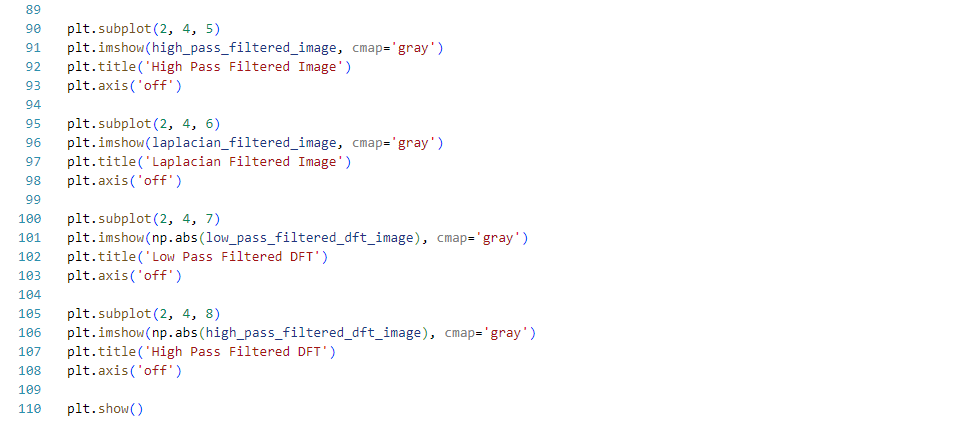 89
90 plt.subplot(2, 4, 5)
91 plt.imshow(high_pass_filtered_image, cmap='gray')
92 plt.title('High Pass Filtered Image')
93 plt.axis('off')
94
95 plt.subplot(2, 4, 6)
96 plt.imshow(laplacian_filtered_image, cmap='gray')
97 plt.title('Laplacian Filtered Image')
98 plt.axis('off')
99
100 plt.subplot(2, 4, 7)
101 plt.imshow(np.abs(low_pass_filtered_dft_image), cmap='gray')
102 plt.title('Low Pass Filtered DFT')
103 plt.axis('off')
104
105 plt.subplot(2, 4, 8)
106 plt.imshow(np.abs(high_pass_filtered_dft_image), cmap='gray')
107 plt.title('High Pass Filtered DFT')
108 plt.axis('off')
109
110 plt.show()